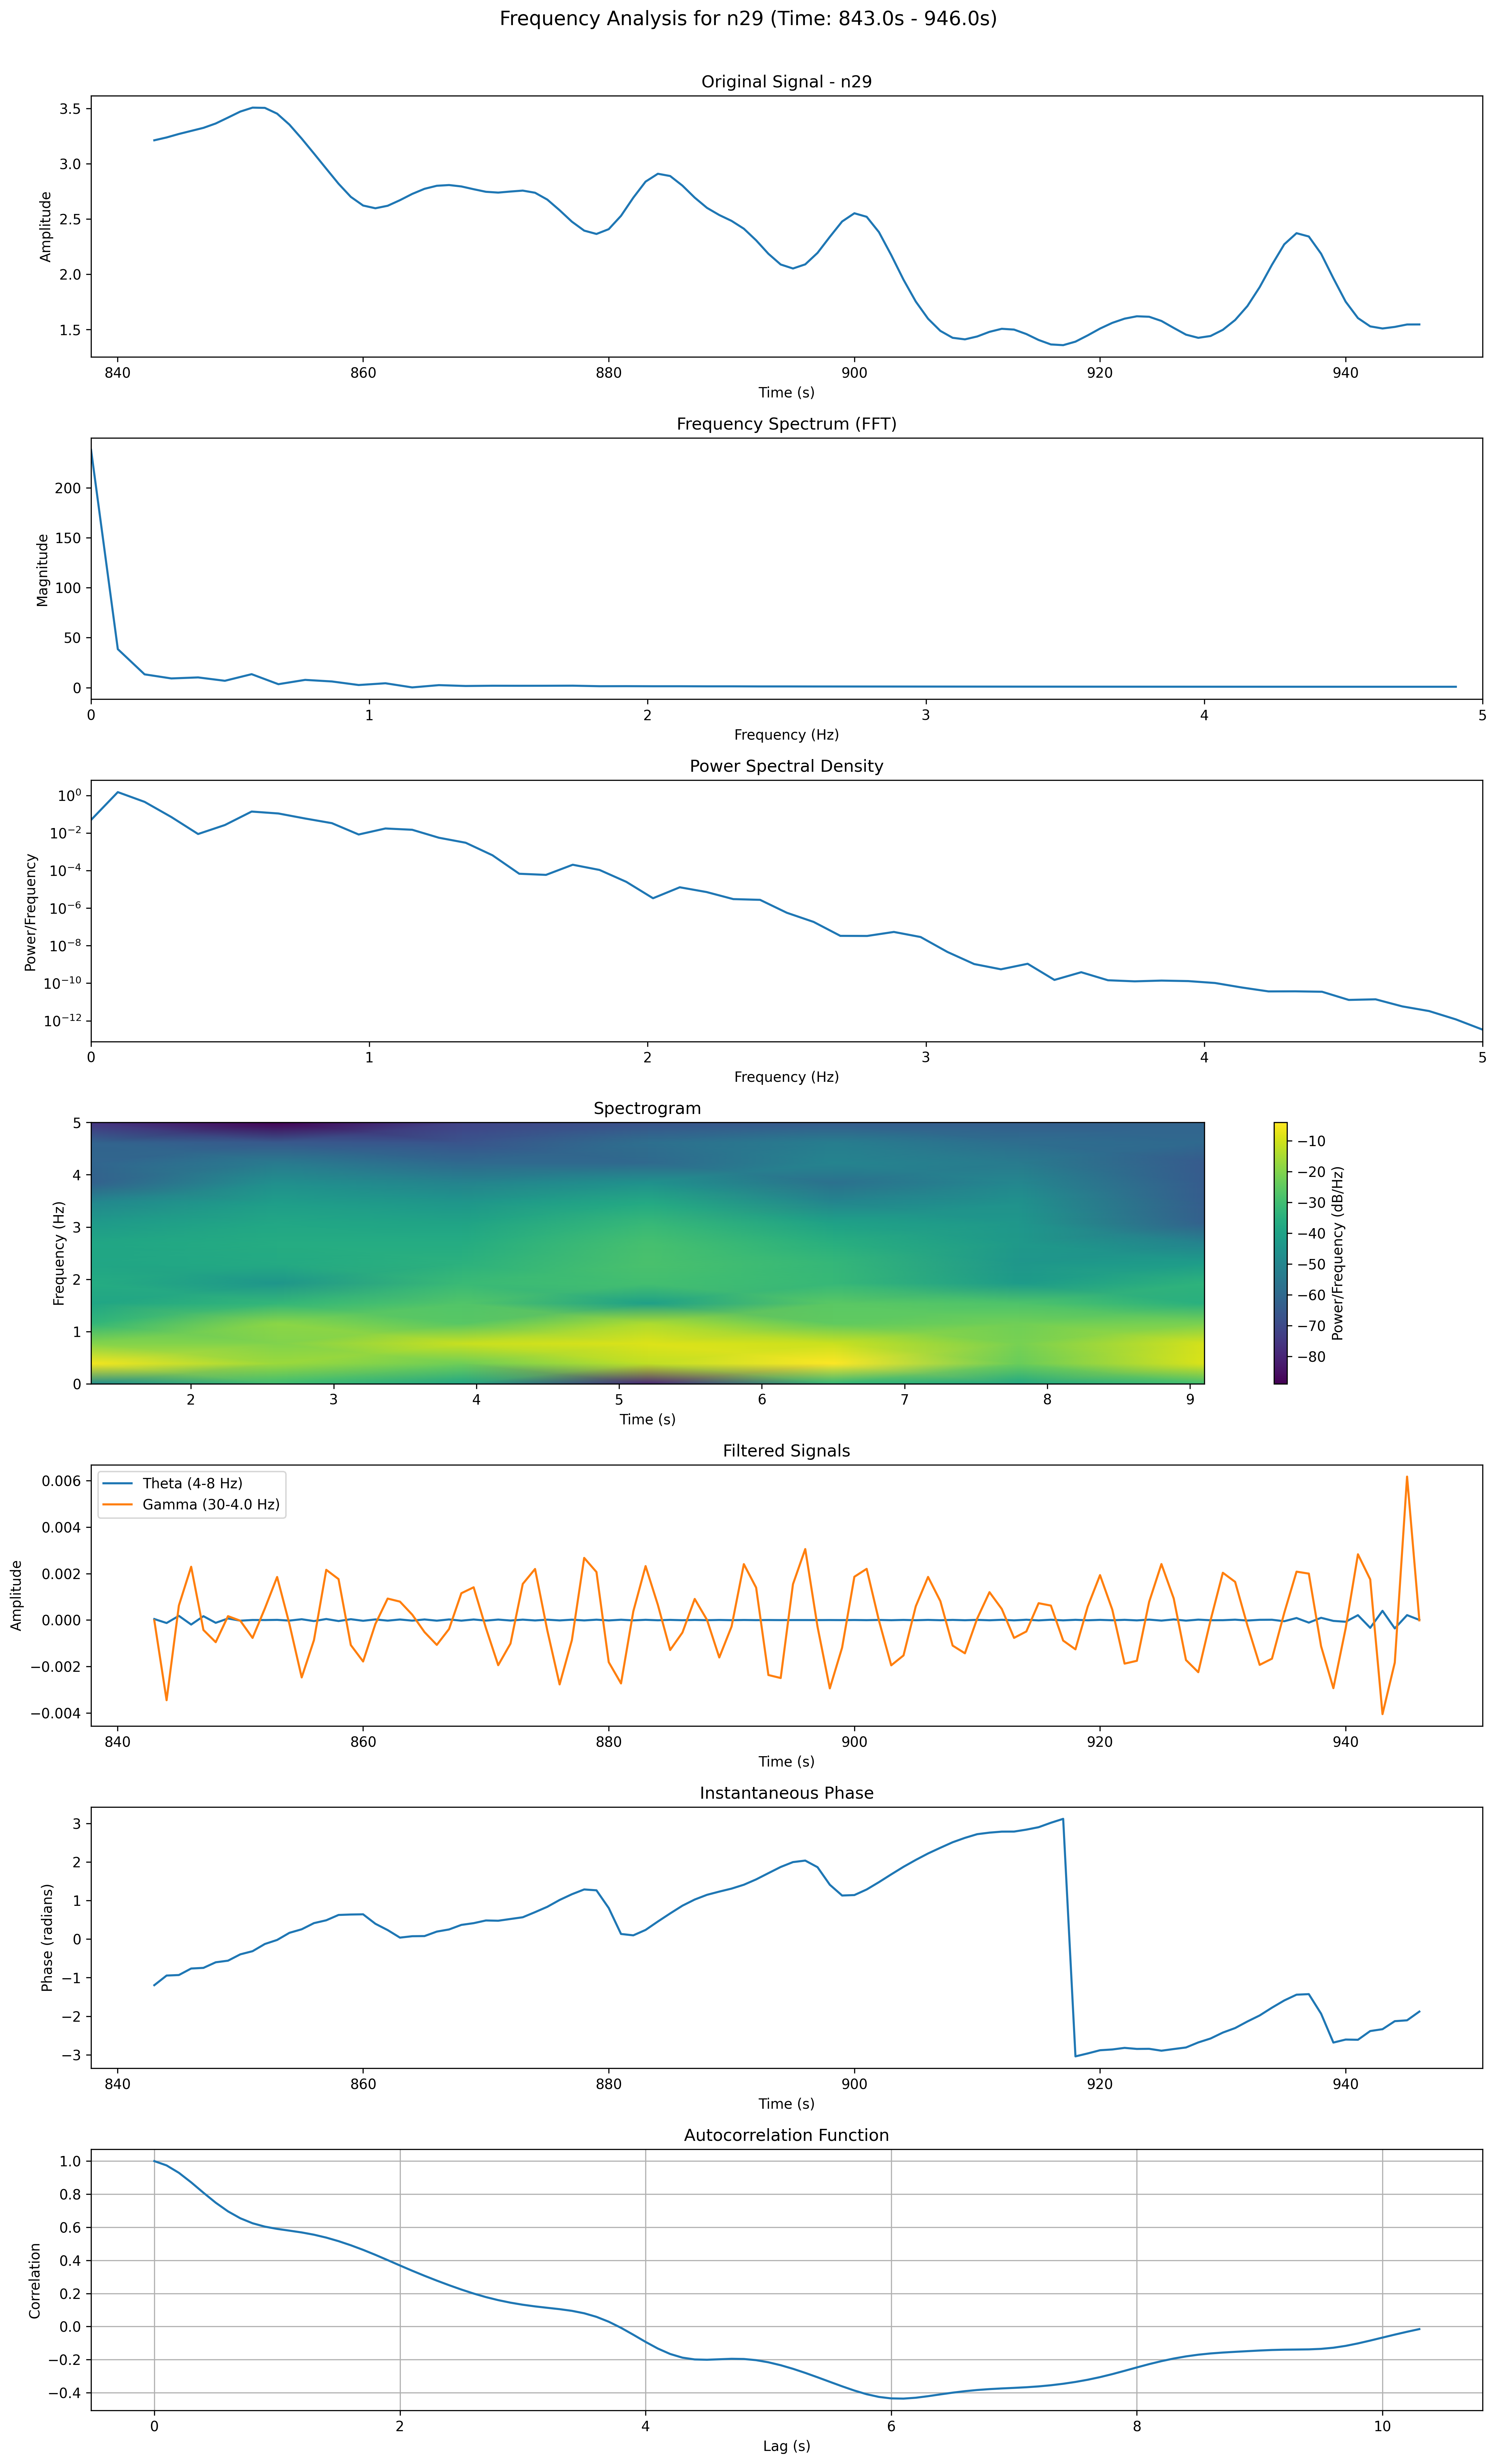 Frequency Analysis for n29 (Time: 843.0s - 946.0s)
Original Signal - n29
Amplitude
3.5
3.0
2.5
2.0
1.5
840 860 880 900 920 940
Time (s)
Frequency Spectrum (FFT)
Magnitude
200
150
100
50
0
0 1 2 3 4 5
Frequency (Hz)
Power Spectral Density
Power/Frequency
10⁰
10⁻²
10⁻⁴
10⁻⁶
10⁻⁸
10⁻¹⁰
10⁻¹²
0 1 2 3 4 5
Frequency (Hz)
Spectrogram
Frequency (Hz)
5
4
3
2
1
0
2 3 4 5 6 7 8 9
Time (s)
−10
−20
−30
−40
−50
−60
−70
−80
Power/Frequency (dB/Hz)
Filtered Signals
Theta (4-8 Hz)
Gamma (30-4.0 Hz)
Amplitude
0.006
0.004
0.002
0.000
−0.002
−0.004
840 860 880 900 920 940
Time (s)
Instantaneous Phase
Phase (radians)
3
2
1
0
−1
−2
−3
840 860 880 900 920 940
Time (s)
Autocorrelation Function
Correlation
1.0
0.8
0.6
0.4
0.2
0.0
−0.2
−0.4
0 2 4 6 8 10
Lag (s)